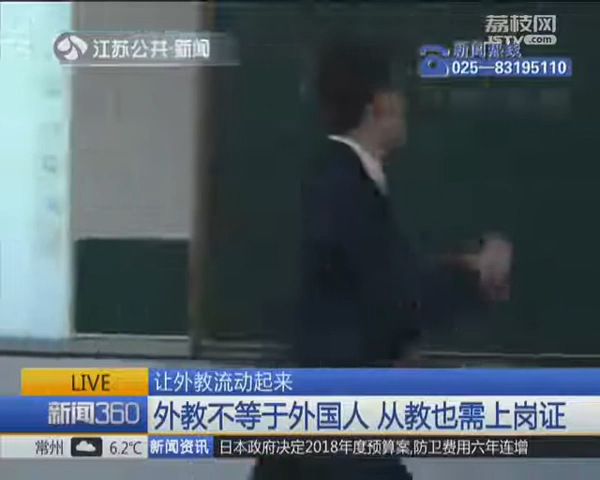 荔枝网
JSTV.com
江苏公共·新闻
新闻热线
025—83195110
LIVE
让外教流动起来
新闻360
外教不等于外国人 从教也需上岗证
常州 6.2℃
新闻资讯
日本政府决定2018年度预算案,防卫费用六年连增